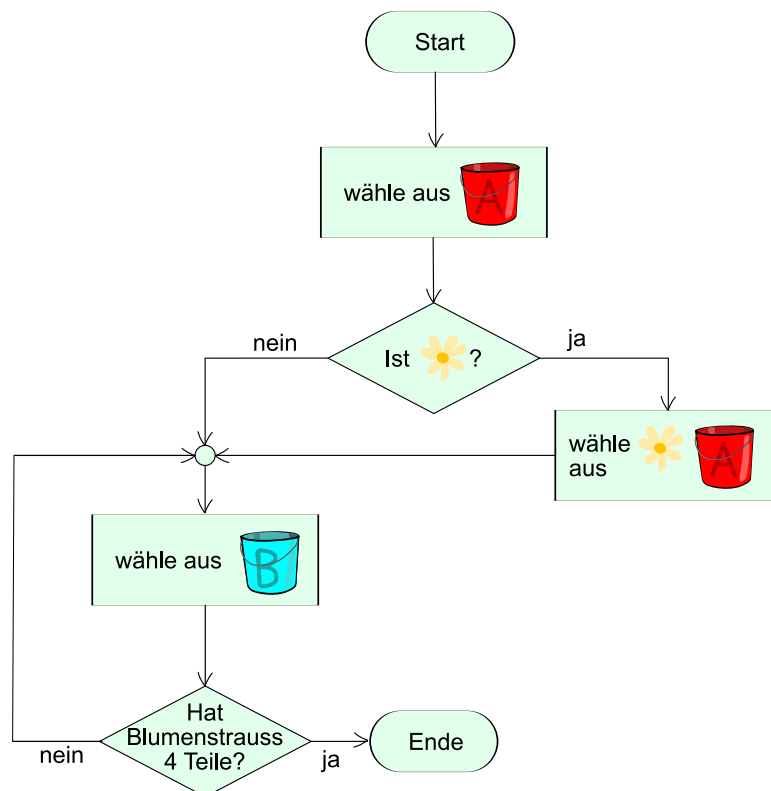 Start
wähle aus A
nein
Ist ?
ja
wähle
aus A
wähle aus B
Hat
Blumenstrauss
4 Teile?
nein
ja
Ende